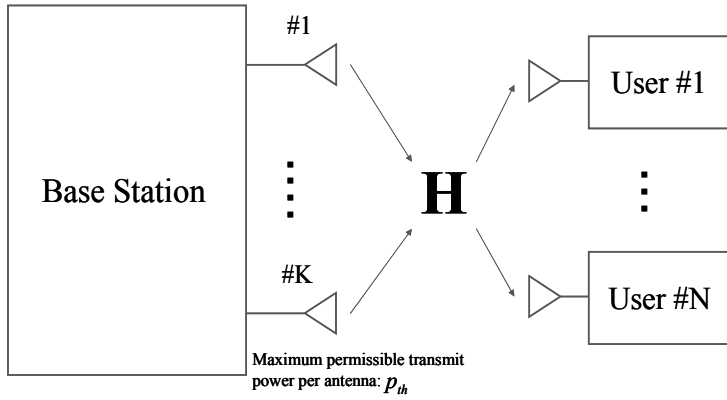 #1
User #1
Base Station
H
#K
User #N
Maximum permissible transmit
power per antenna: p_th